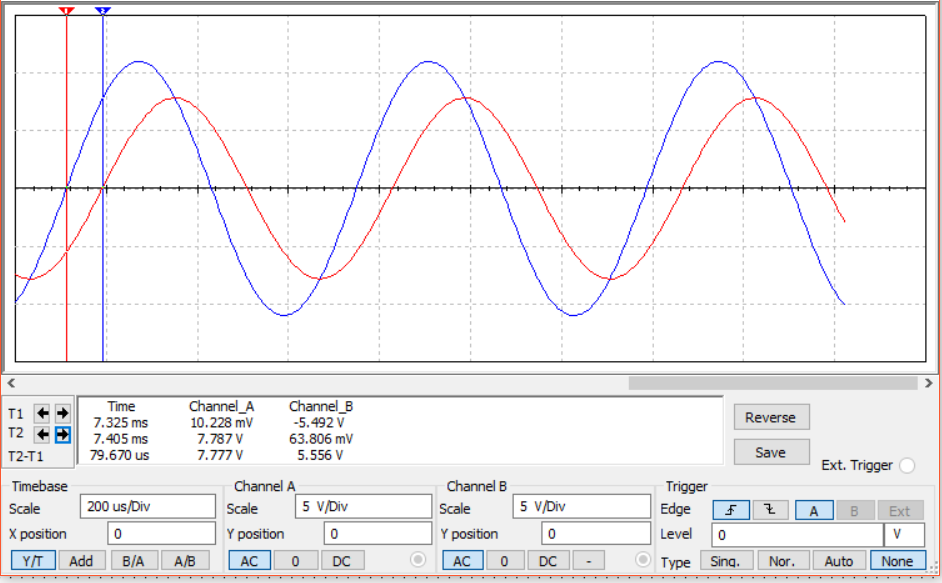 1 2
Time Channel_A Channel_B
T1 7.325 ms 10.228 mV -5.492 V
T2 7.405 ms 7.787 V 63.806 mV
T2-T1 79.670 us 7.777 V 5.556 V
Reverse
Save
Ext. Trigger
Timebase Channel A Channel B Trigger
Scale 200 us/Div Scale 5 V/Div Scale 5 V/Div Edge A B Ext
X position 0 Y position 0 Y position 0 Level 0 V
Y/T Add B/A A/B AC 0 DC AC 0 DC - Type Sing. Nor. Auto None